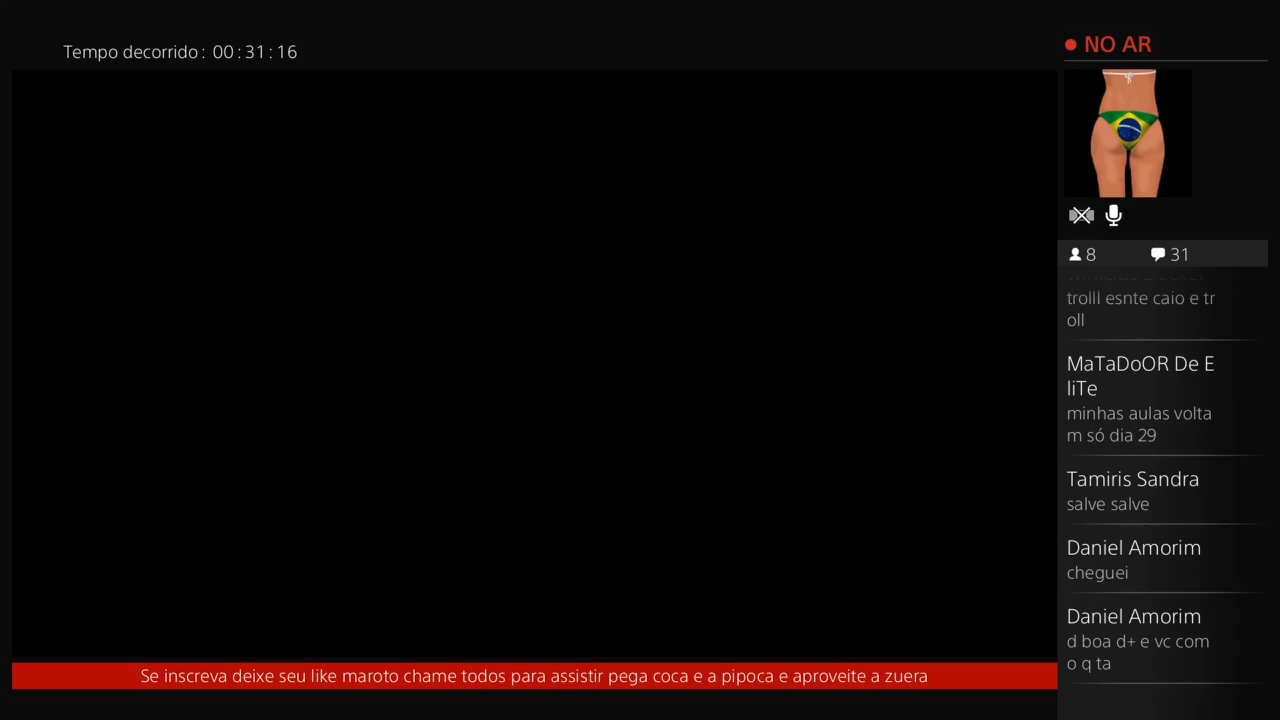 Tempo decorrido : 00 : 31 : 16
NO AR
8
31
trolll esnte caio e tr
oll
MaTaDoOR De E
liTe
minhas aulas volta
m só dia 29
Tamiris Sandra
salve salve
Daniel Amorim
cheguei
Daniel Amorim
d boa d+ e vc com
o q ta
Se inscreva deixe seu like maroto chame todos para assistir pega coca e a pipoca e aproveite a zuera